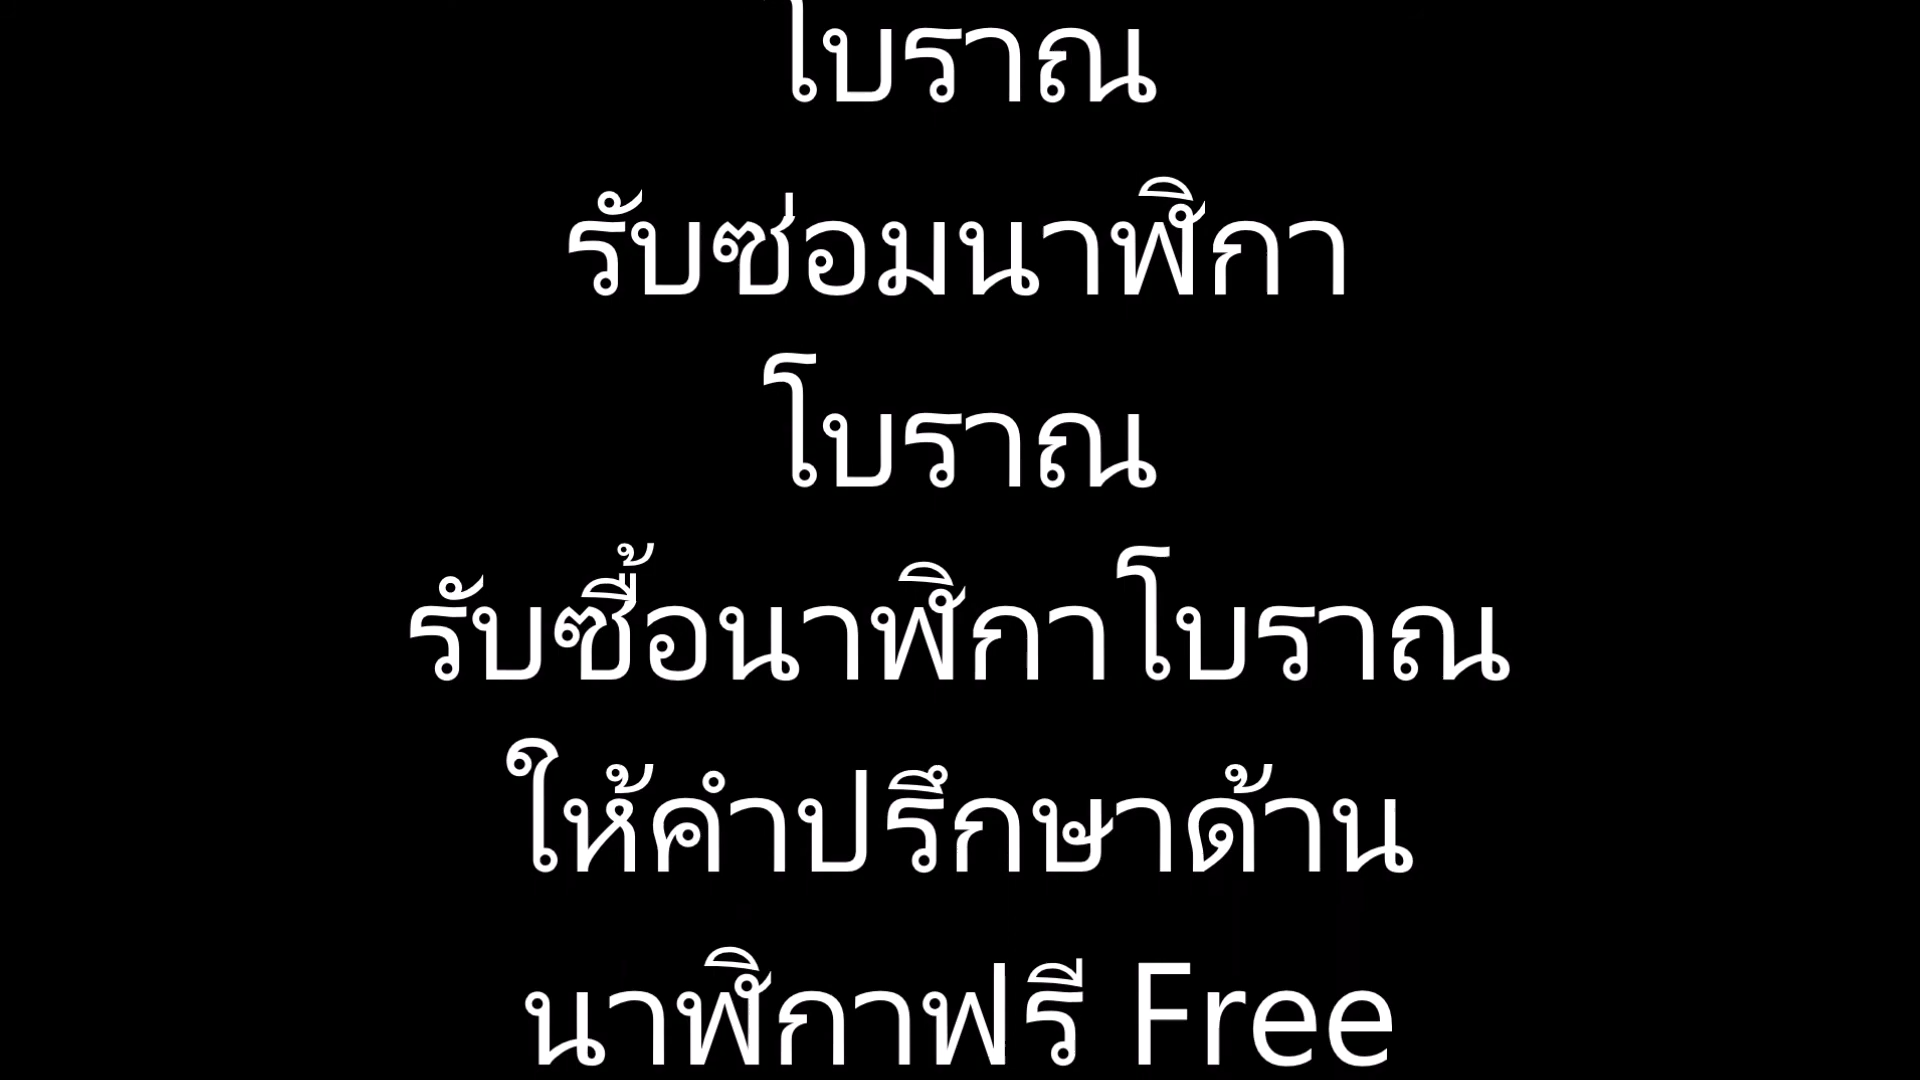 โบราณ
รับซ่อมนาฬิกา
โบราณ
รับซื้อนาฬิกาโบราณ
ให้คำปรึกษาด้าน
นาฬิกาฟรี Free